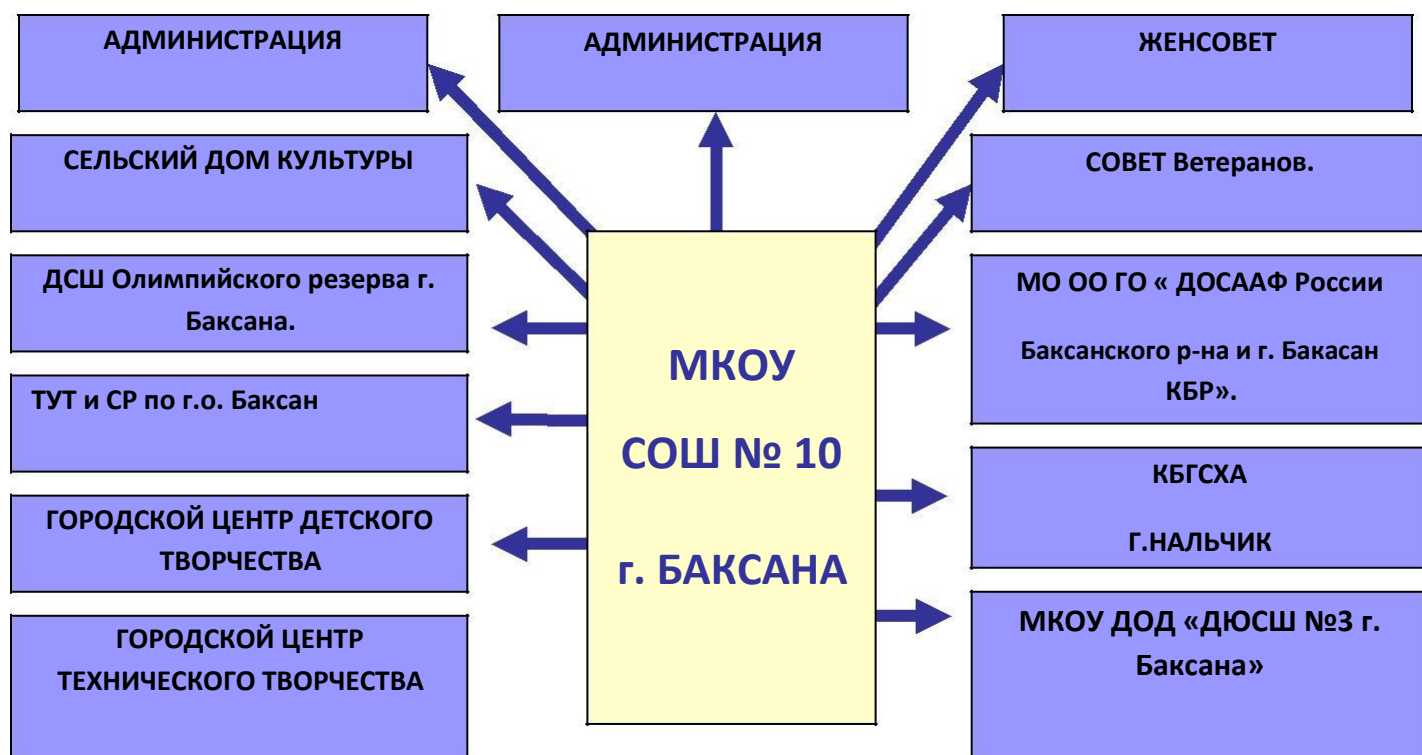 АДМИНИСТРАЦИЯ
АДМИНИСТРАЦИЯ
ЖЕНСОВЕТ
СЕЛЬСКИЙ ДОМ КУЛЬТУРЫ
СОВЕТ Ветеранов.
ДСШ Олимпийского резерва г.
Баксана.
МО ОО ГО « ДОСААФ России
Баксанского р-на и г. Бакасан
КБР».
МКОУ
СОШ № 10
г. БАКСАНА
ТУТ и СР по г.о. Баксан
КБГСХА
Г.НАЛЬЧИК
ГОРОДСКОЙ ЦЕНТР ДЕТСКОГО
ТВОРЧЕСТВА
МКОУ ДОД «ДЮСШ №3 г.
Баксана»
ГОРОДСКОЙ ЦЕНТР
ТЕХНИЧЕСКОГО ТВОРЧЕСТВА